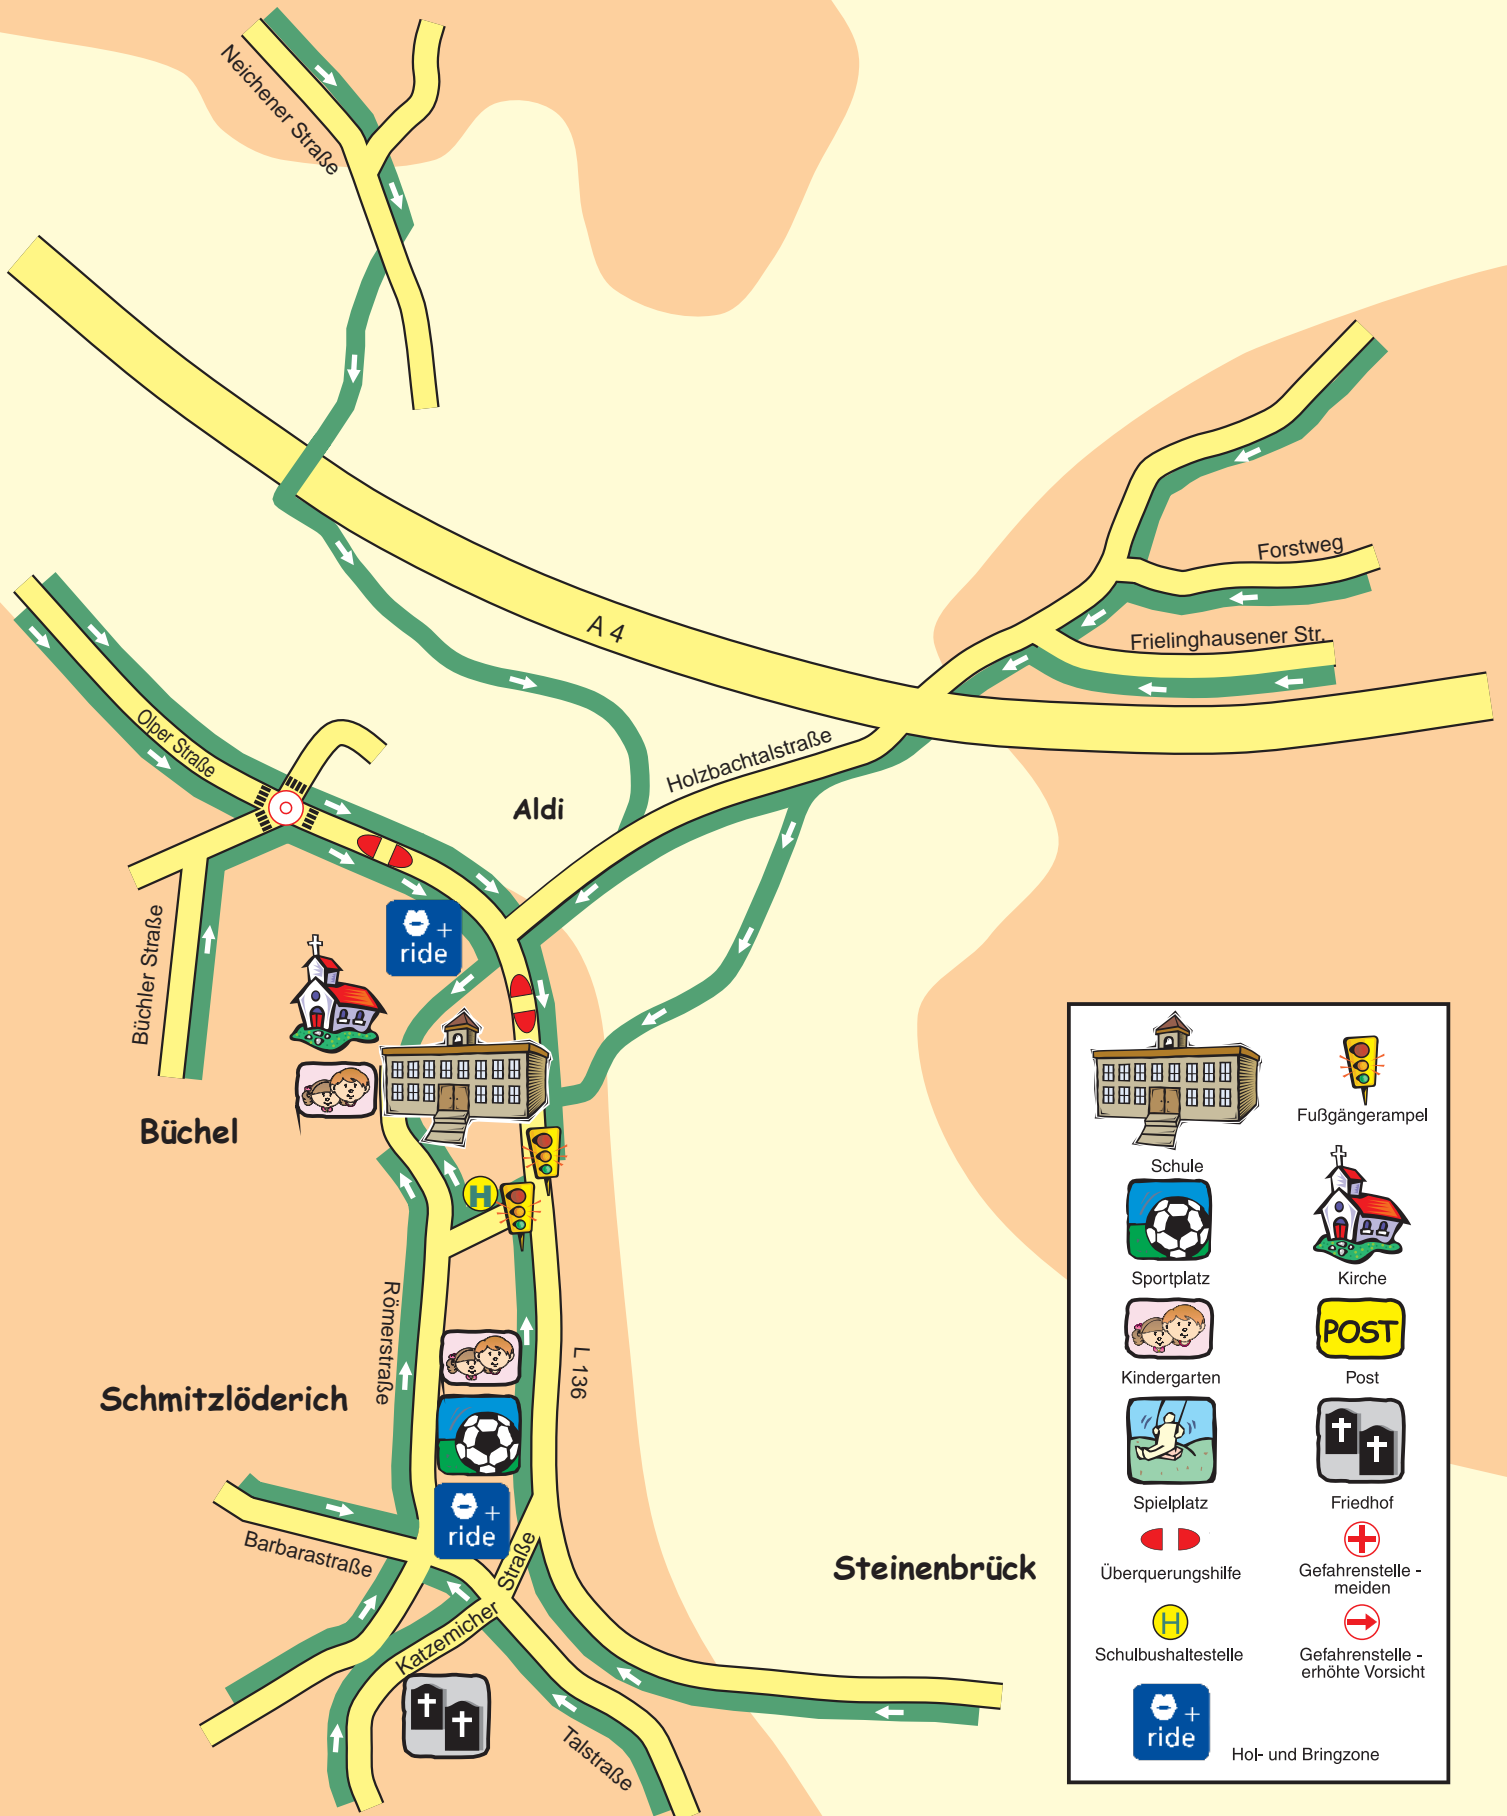 Neichener Straße
A 4
Forstweg
Frielinghausener Str.
Olper Straße
Holzbachtalstraße
Aldi
+
ride
Büchler Straße
Büchel
H
Römerstraße
L 136
Schmitzlöderich
+
ride
Barbarastraße
Katzemicher Straße
Steinenbrück
Talstraße
Schule
Fußgängerampel
Sportplatz
Kirche
Kindergarten
POST
Post
Spielplatz
Friedhof
Überquerungshilfe
Gefahrenstelle -
meiden
H
Schulbushaltestelle
Gefahrenstelle -
erhöhte Vorsicht
+
ride
Hol- und Bringzone